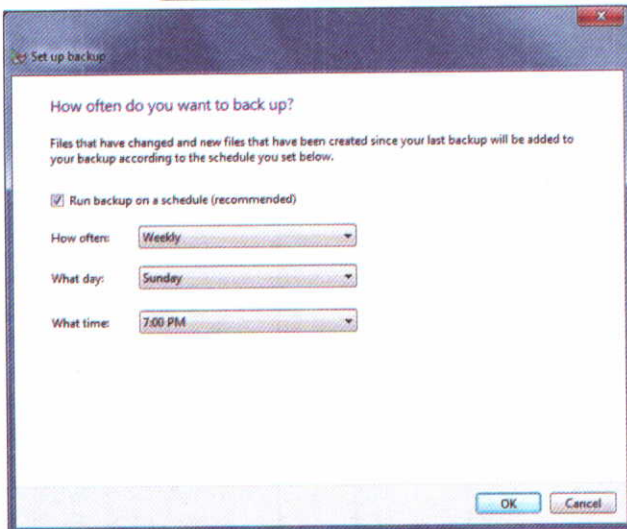 Set up backup
How often do you want to back up?
Files that have changed and new files that have been created since your last backup will be added to
your backup according to the schedule you set below.
Run backup on a schedule (recommended)
How often: Weekly
What day: Sunday
What time: 7:00 PM
OK Cancel